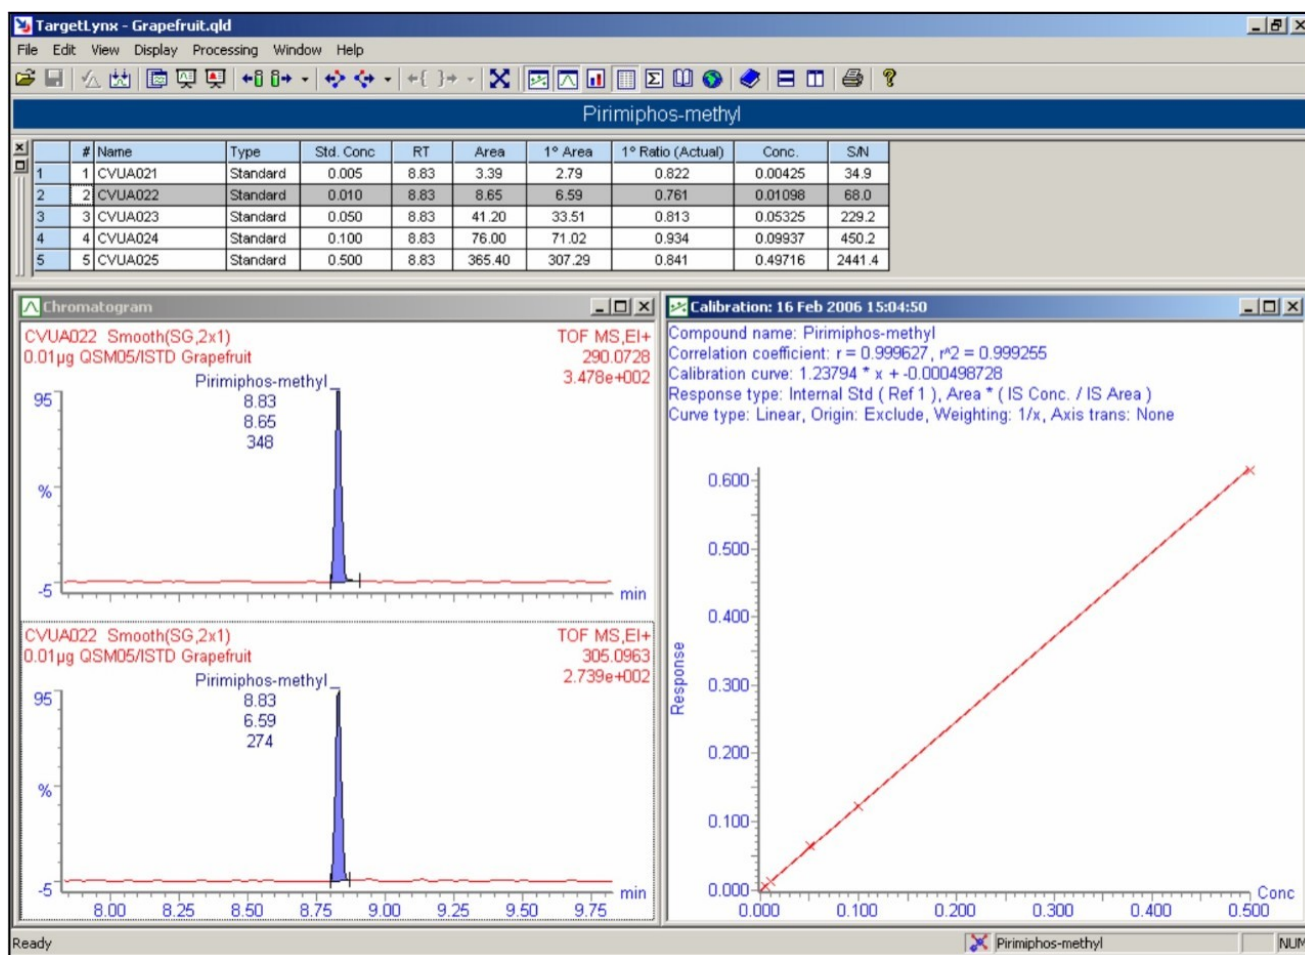 TargetLynx - Grapefruit.qld
File Edit View Display Processing Window Help
Pirimiphos-methyl
# Name Type Std. Conc RT Area 1º Area 1º Ratio (Actual) Conc. S/N
1 1 CVUA021 Standard 0.005 8.83 3.39 2.79 0.822 0.00425 34.9
2 2 CVUA022 Standard 0.010 8.83 8.65 6.59 0.761 0.01098 68.0
3 3 CVUA023 Standard 0.050 8.83 41.20 33.51 0.813 0.05325 229.2
4 4 CVUA024 Standard 0.100 8.83 76.00 71.02 0.934 0.09937 450.2
5 5 CVUA025 Standard 0.500 8.83 365.40 307.29 0.841 0.49716 2441.4
Chromatogram
CVUA022 Smooth(SG,2x1) TOF MS,EI+
0.01µg QSM05/ISTD Grapefruit 290.0728
3.478e+002
Pirimiphos-methyl
8.83
8.65
348
95
%
-5
min
CVUA022 Smooth(SG,2x1) TOF MS,EI+
0.01µg QSM05/ISTD Grapefruit 305.0963
2.739e+002
Pirimiphos-methyl
8.83
6.59
274
95
%
-5
min
8.00 8.25 8.50 8.75 9.00 9.25 9.50 9.75
Calibration: 16 Feb 2006 15:04:50
Compound name: Pirimiphos-methyl
Correlation coefficient: r = 0.999627, r^2 = 0.999255
Calibration curve: 1.23794 * x + -0.000498728
Response type: Internal Std ( Ref 1 ), Area * ( IS Conc. / IS Area )
Curve type: Linear, Origin: Exclude, Weighting: 1/x, Axis trans: None
0.600
0.500
0.400
0.300
Response
0.200
0.100
0.000
Conc
0.000 0.100 0.200 0.300 0.400 0.500
Ready Pirimiphos-methyl NUM